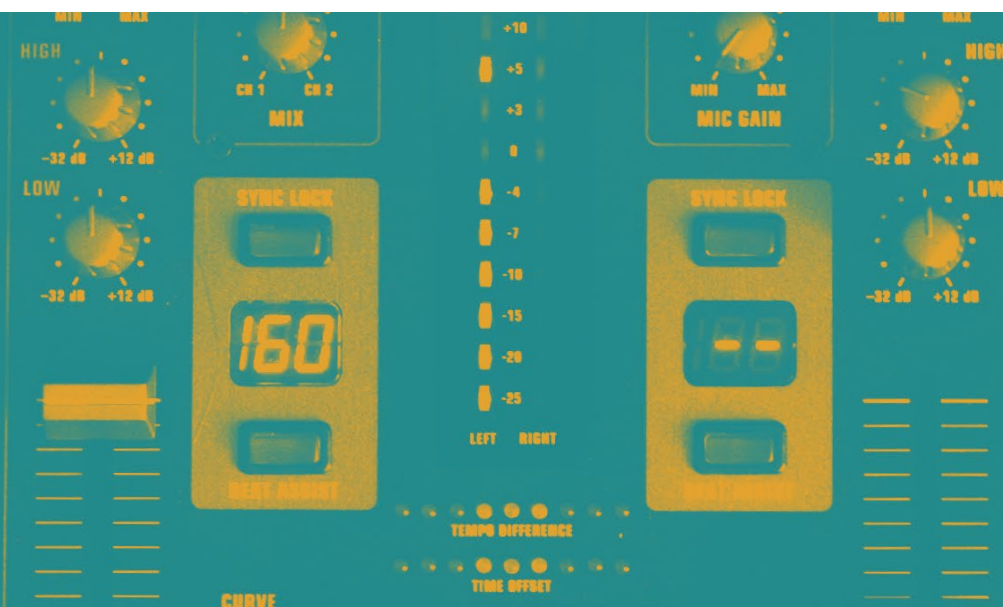 MIN MAX
HIGH
-32 dB +12 dB
LOW
-32 dB +12 dB
CH 1 CH 2
MIX
SYNC LOCK
160
BEAT ASSIST
+10
+5
+3
0
-4
-7
-10
-15
-20
-25
LEFT RIGHT
TEMPO DIFFERENCE
TIME OFFSET
CURVE
MIN MAX
MIC GAIN
SYNC LOCK
--
BEAT ASSIST
MIN MAX
HIGH
-32 dB +12 dB
LOW
-32 dB +12 dB